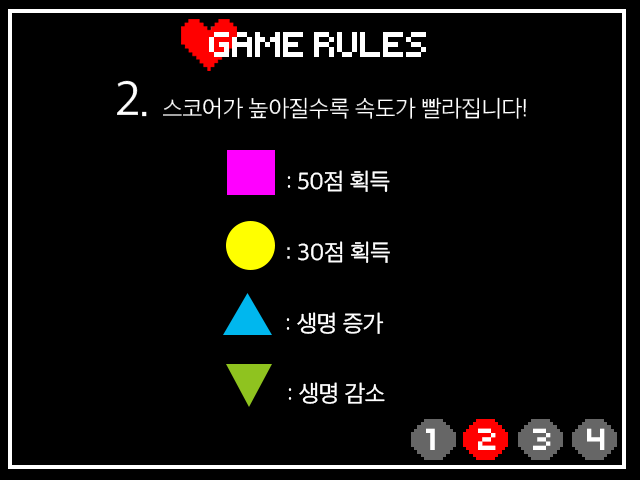 GAME RULES
2. 스코어가 높아질수록 속도가 빨라집니다!
: 50점 획득
: 30점 획득
: 생명 증가
: 생명 감소
1 2 3 4